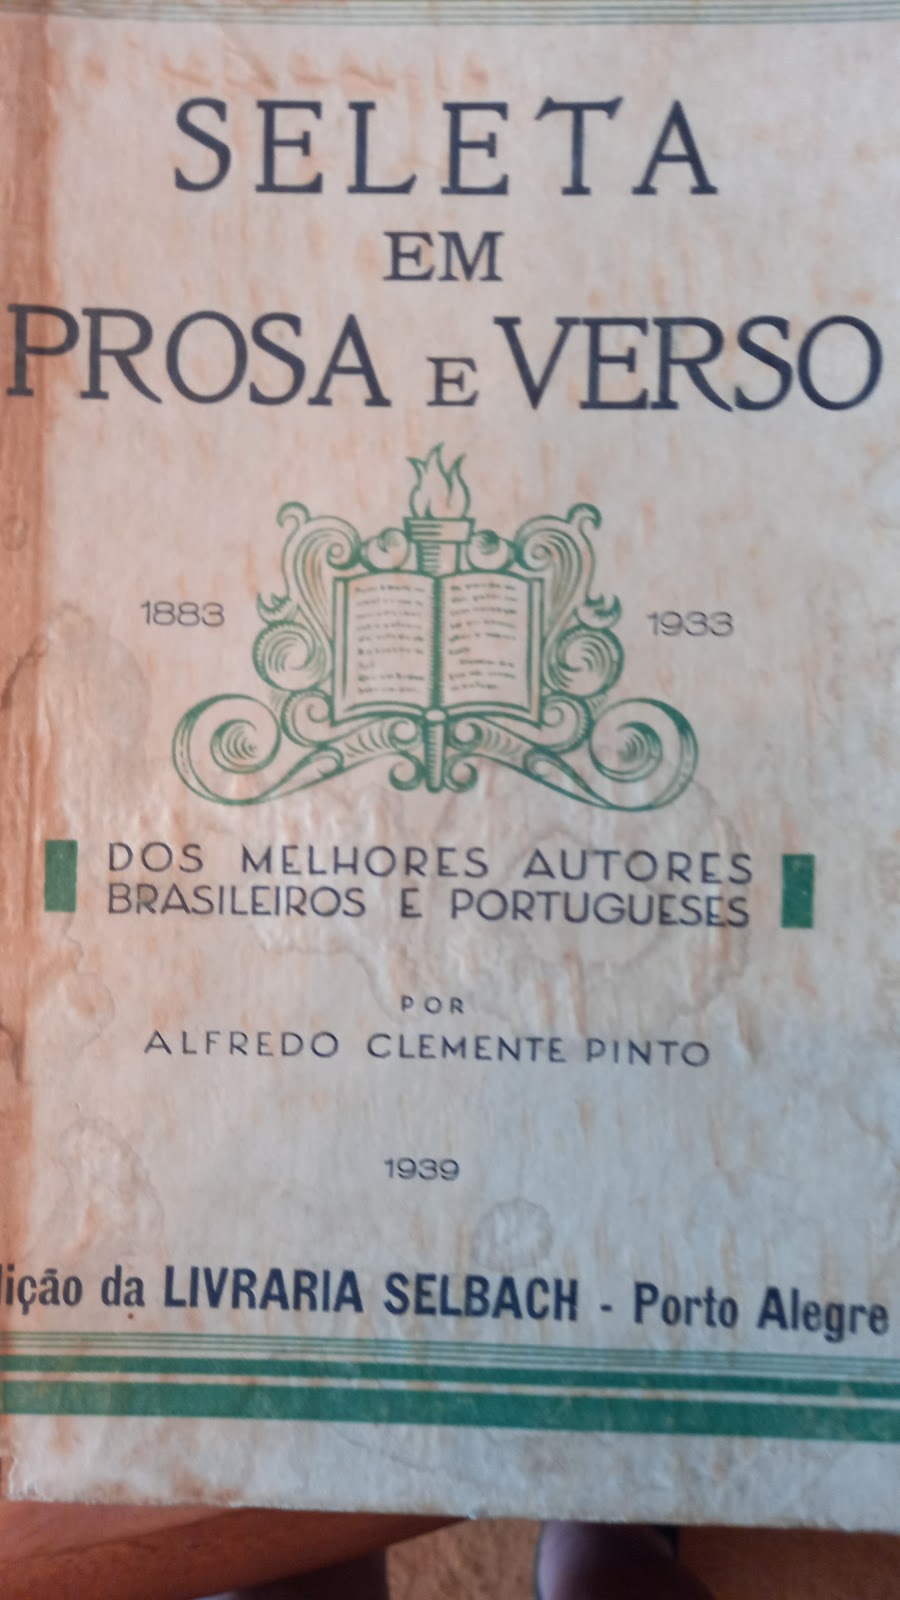 SELETA
EM
PROSA E VERSO
1883 1933
DOS MELHORES AUTORES
BRASILEIROS E PORTUGUESES
POR
ALFREDO CLEMENTE PINTO
1939
da LIVRARIA SELBACH - Porto Alegre